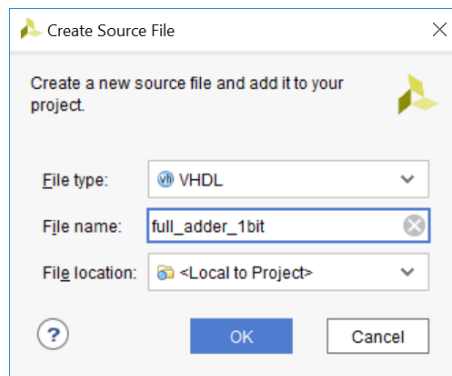 Create Source File
Create a new source file and add it to your
project.
File type: vh VHDL
File name: full_adder_1bit
File location: <Local to Project>
? OK Cancel